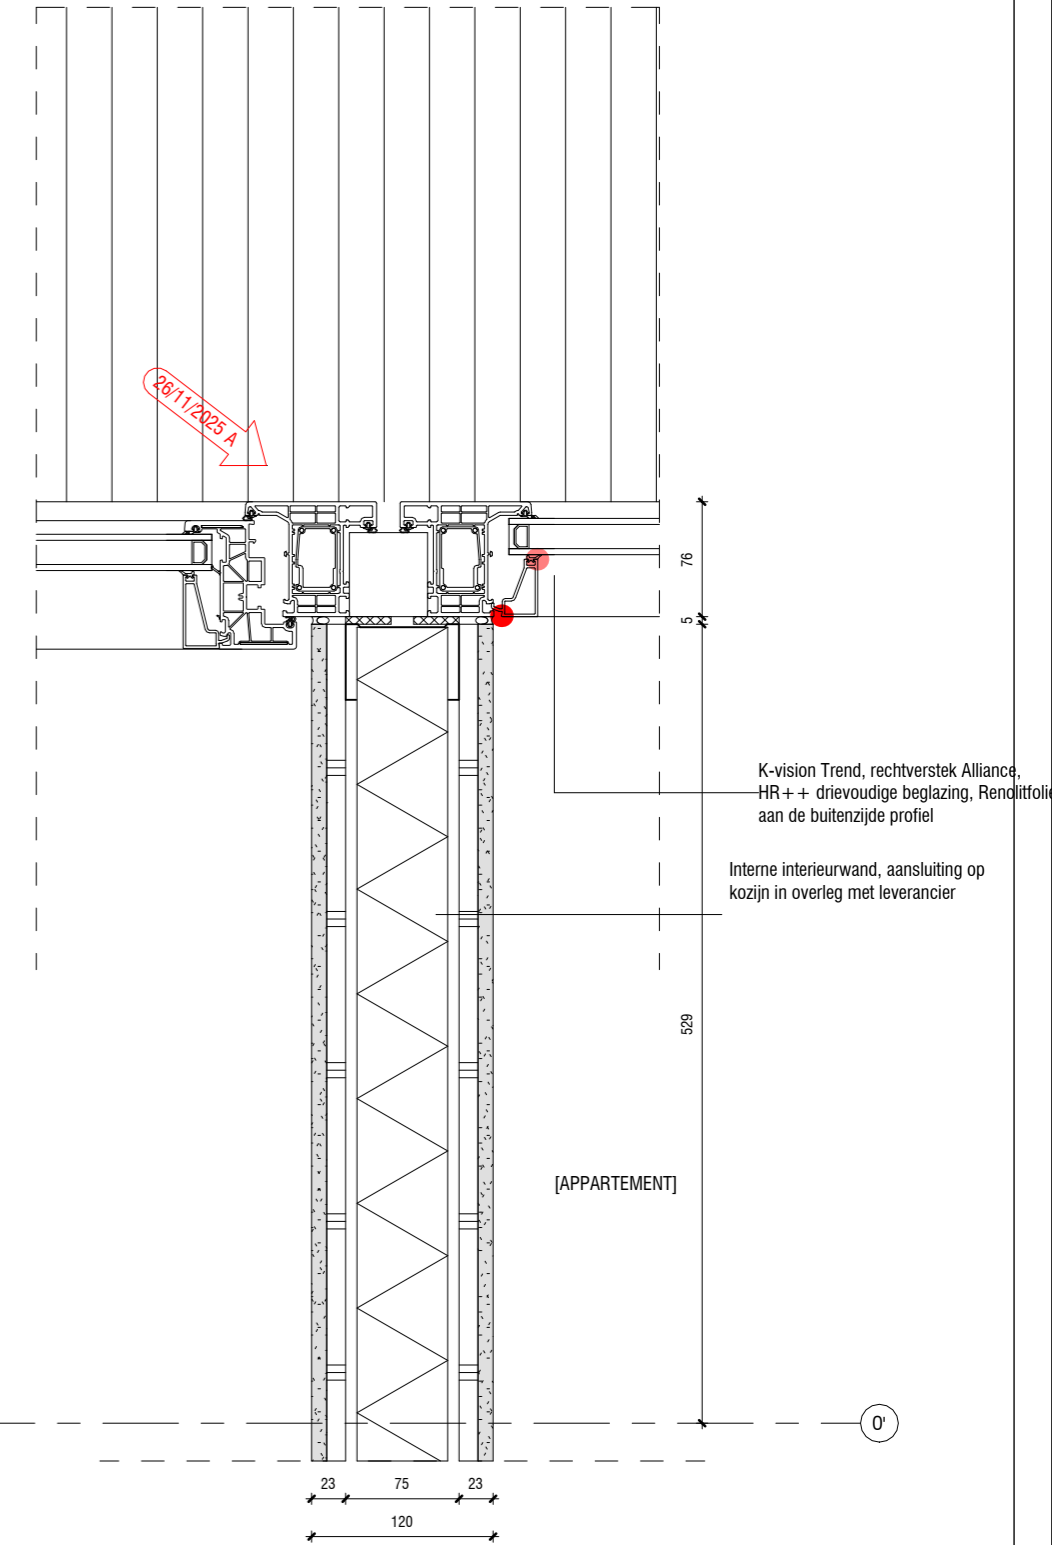 26/11/2025 A
76
5
K-vision Trend, rechtverstek Alliance,
HR++ drievoudige beglazing, Renolitfolie
aan de buitenzijde profiel
Interne interieurwand, aansluiting op
kozijn in overleg met leverancier
529
[APPARTEMENT]
0'
23
75
23
120